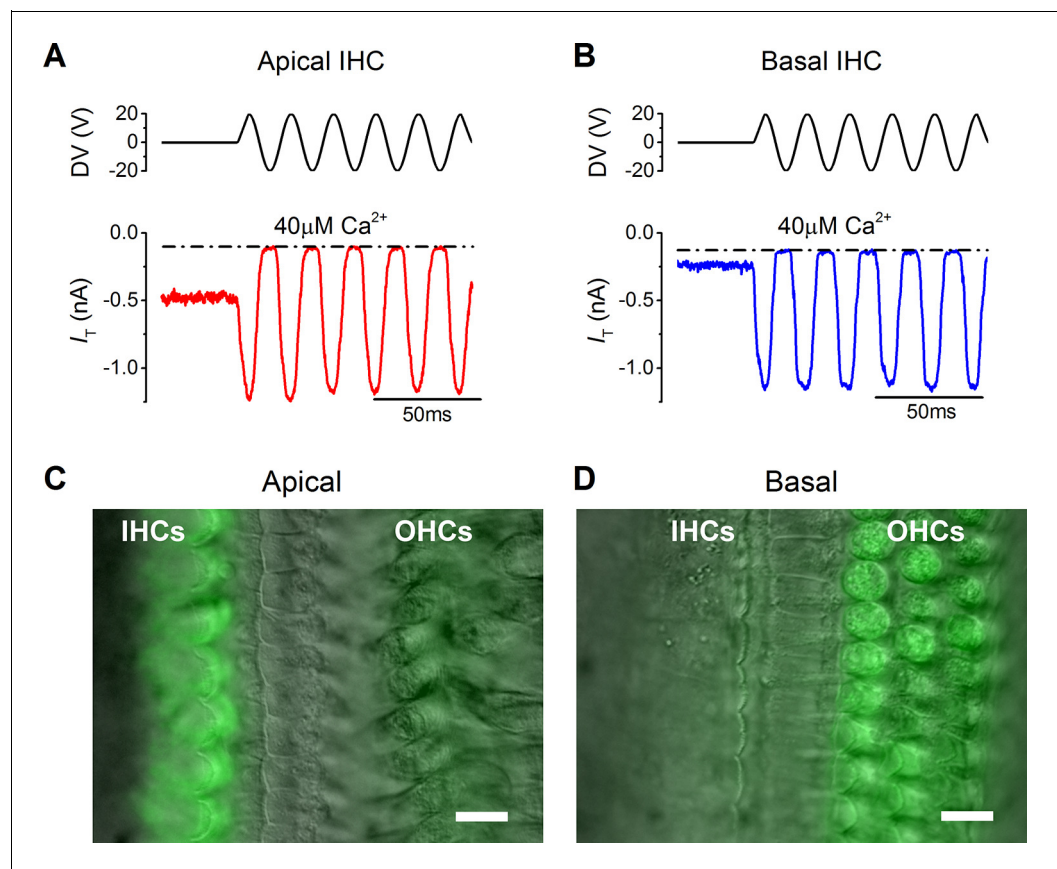 A
Apical IHC
DV (V)
20
0
-20
40μM Ca2+
0.0
-0.5
-1.0
IT (nA)
50ms
B
Basal IHC
DV (V)
20
0
-20
40μM Ca2+
0.0
-0.5
-1.0
IT (nA)
50ms
C
Apical
IHCs
OHCs
D
Basal
IHCs
OHCs